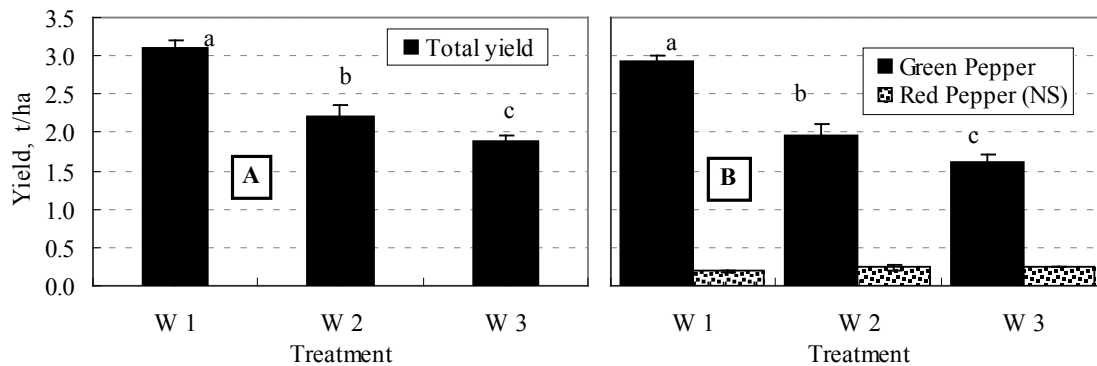 3.5
3.0
2.5
2.0
1.5
1.0
0.5
0.0
Yield, t/ha
a
b
c
Total yield
A
W 1
W 2
W 3
Treatment
a
b
c
Green Pepper
Red Pepper (NS)
B
W 1
W 2
W 3
Treatment